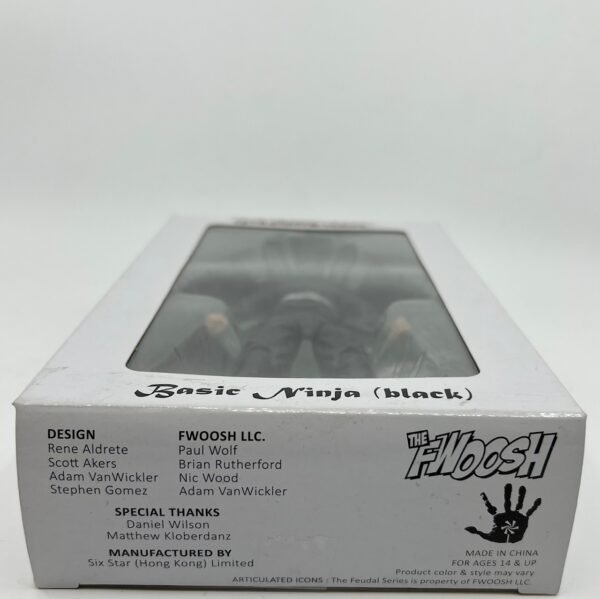 Basic Ninja (black)
DESIGN
Rene Aldrete
Scott Akers
Adam VanWickler
Stephen Gomez
FWOOSH LLC.
Paul Wolf
Brian Rutherford
Nic Wood
Adam VanWickler
SPECIAL THANKS
Daniel Wilson
Matthew Kloberdanz
MANUFACTURED BY
Six Star (Hong Kong) Limited
THE
FWOOSH
MADE IN CHINA
FOR AGES 14 & UP
Product color & style may vary
ARTICULATED ICONS : The Feudal Series is property of FWOOSH LLC.